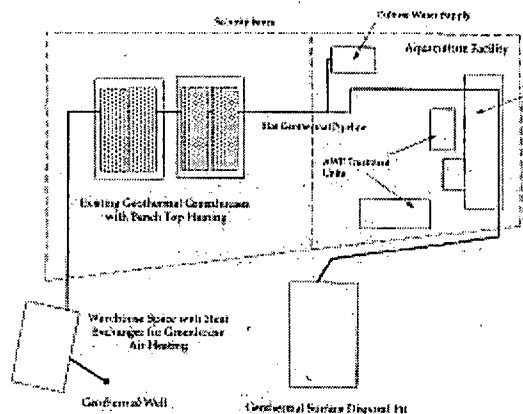 Water Supply
Aquaculture Facility
Hot Geothermal Pipeline
Existing Geothermal Greenhouses
with Bench Top Heating
Units
Warehouse Space with Heat
Exchanger for Greenhouse
Air Heating
Geothermal Well
Geothermal Surface Disposal Pit